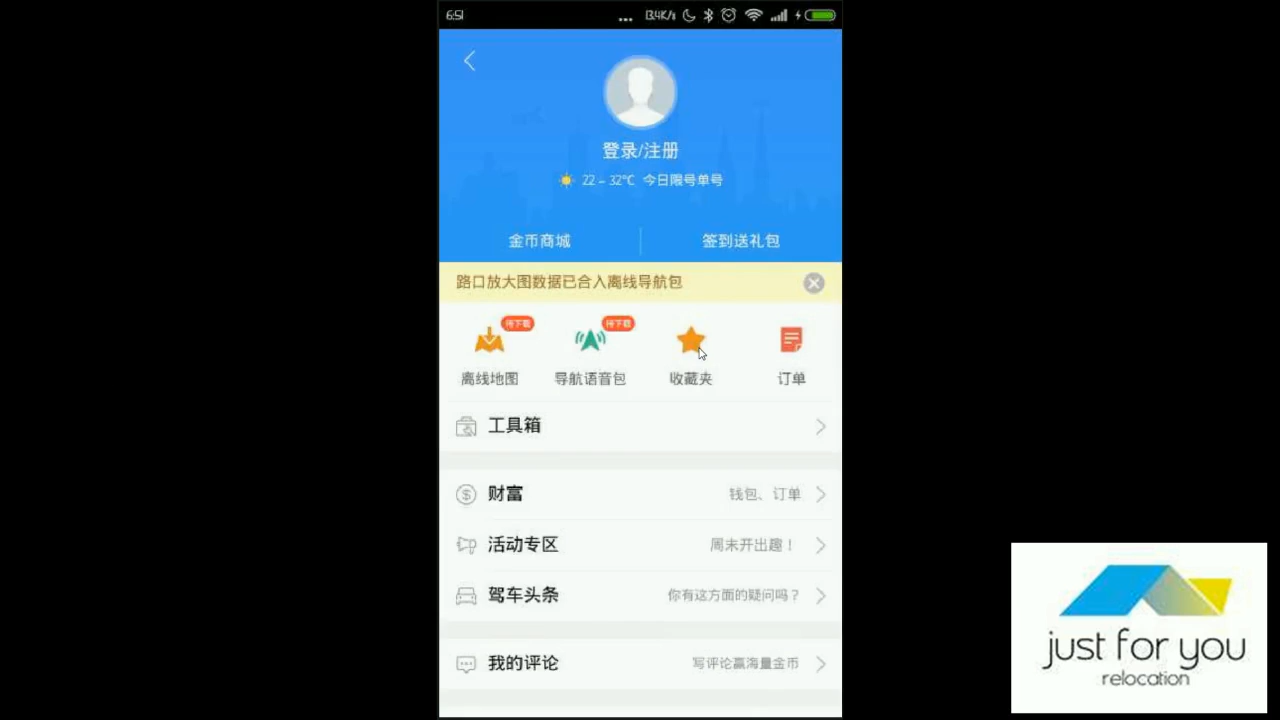 6:51
... 13.4K/s
登录/注册
22 ~ 32℃ 今日限号单号
金币商城
签到送礼包
路口放大图数据已合入离线导航包
待下载
待下载
离线地图
导航语音包
收藏夹
订单
工具箱
财富
钱包、订单
活动专区
周末开出趣！
驾车头条
你有这方面的疑问吗？
我的评论
写评论赢海量金币
just for you
relocation